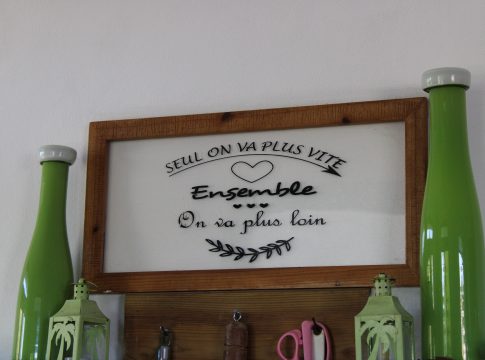 SEUL ON VA PLUS VITE
Ensemble
On va plus loin